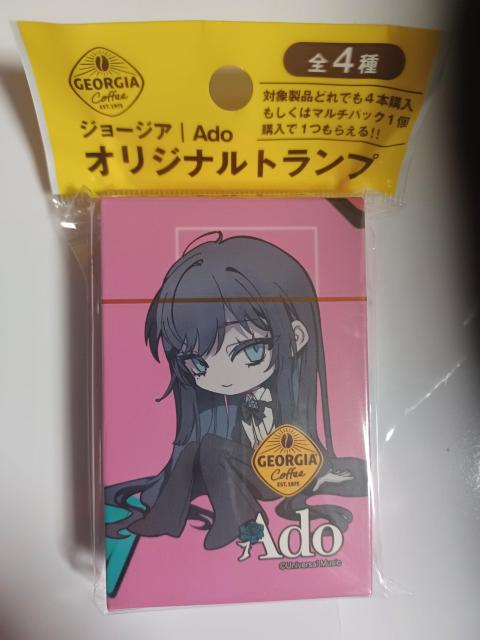 GEORGIA
Coffee
EST. 1975
全4種
対象製品どれでも4本購入
もしくはマルチパック1個
購入で1つもらえる!!
ジョージア|Ado
オリジナルトランプ
GEORGIA
Coffee
EST. 1975
Ado
©Universal Music